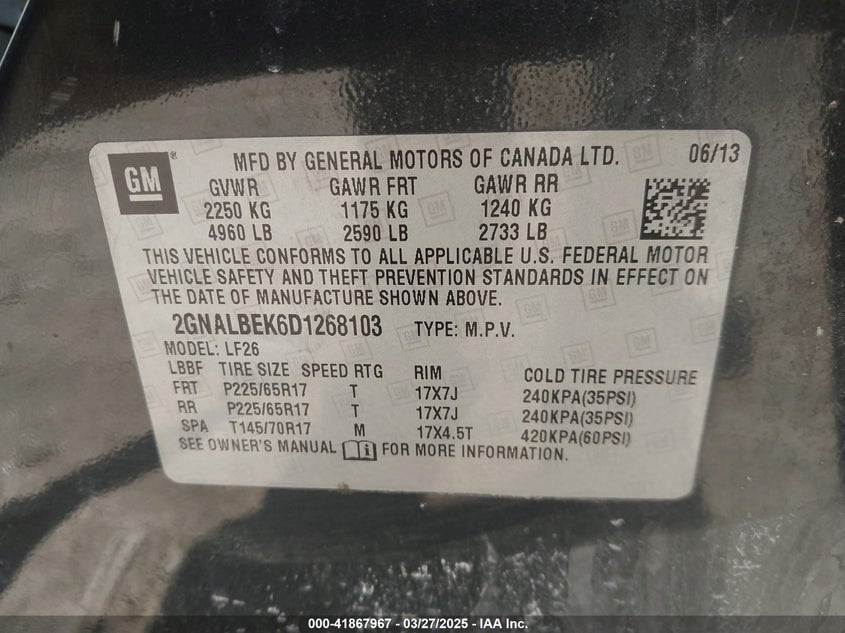 GM ® MFD BY GENERAL MOTORS OF CANADA LTD. 06/13
GVWR GAWR FRT GAWR RR
2250 KG 1175 KG 1240 KG
4960 LB 2590 LB 2733 LB
THIS VEHICLE CONFORMS TO ALL APPLICABLE U.S. FEDERAL MOTOR
VEHICLE SAFETY AND THEFT PREVENTION STANDARDS IN EFFECT ON
THE DATE OF MANUFACTURE SHOWN ABOVE.
2GNALBEK6D1268103 TYPE: M.P.V.
MODEL: LF26
LBBF TIRE SIZE SPEED RTG RIM COLD TIRE PRESSURE
FRT P225/65R17 T 17X7J 240KPA(35PSI)
RR P225/65R17 T 17X7J 240KPA(35PSI)
SPA T145/70R17 M 17X4.5T 420KPA(60PSI)
SEE OWNER'S MANUAL i FOR MORE INFORMATION.
000-41867967 - 03/27/2025 - IAA Inc.